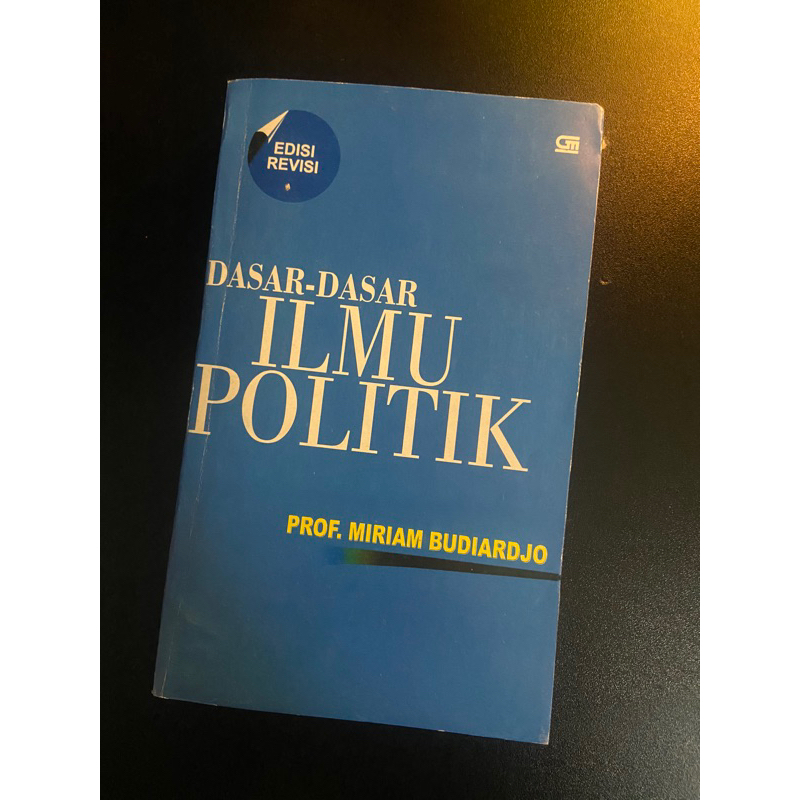 EDISI
REVISI
DASAR-DASAR
ILMU
POLITIK
PROF. MIRIAM BUDIARDJO